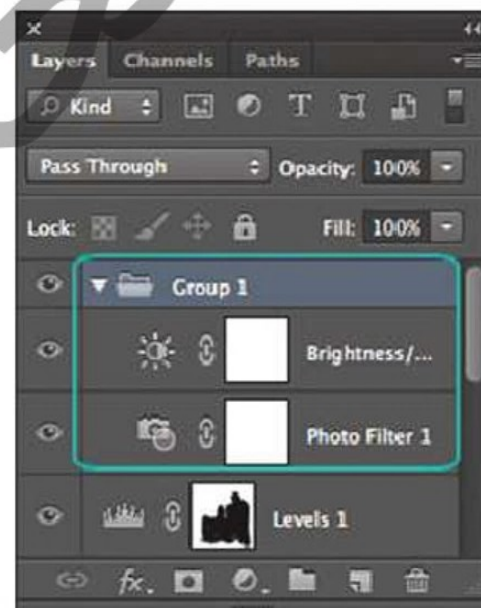 Layers Channels Paths
Kind T
Pass Through Opacity: 100%
Lock: Fill: 100%
Group 1
Brightness/...
Photo Filter 1
Levels 1
fx.